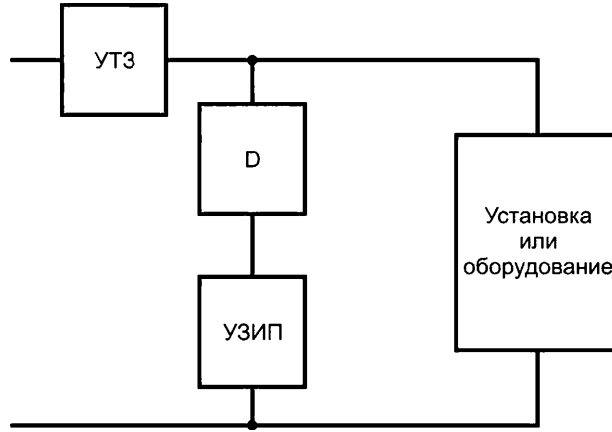 УТЗ
D
УЗИП
Установка
или
оборудование